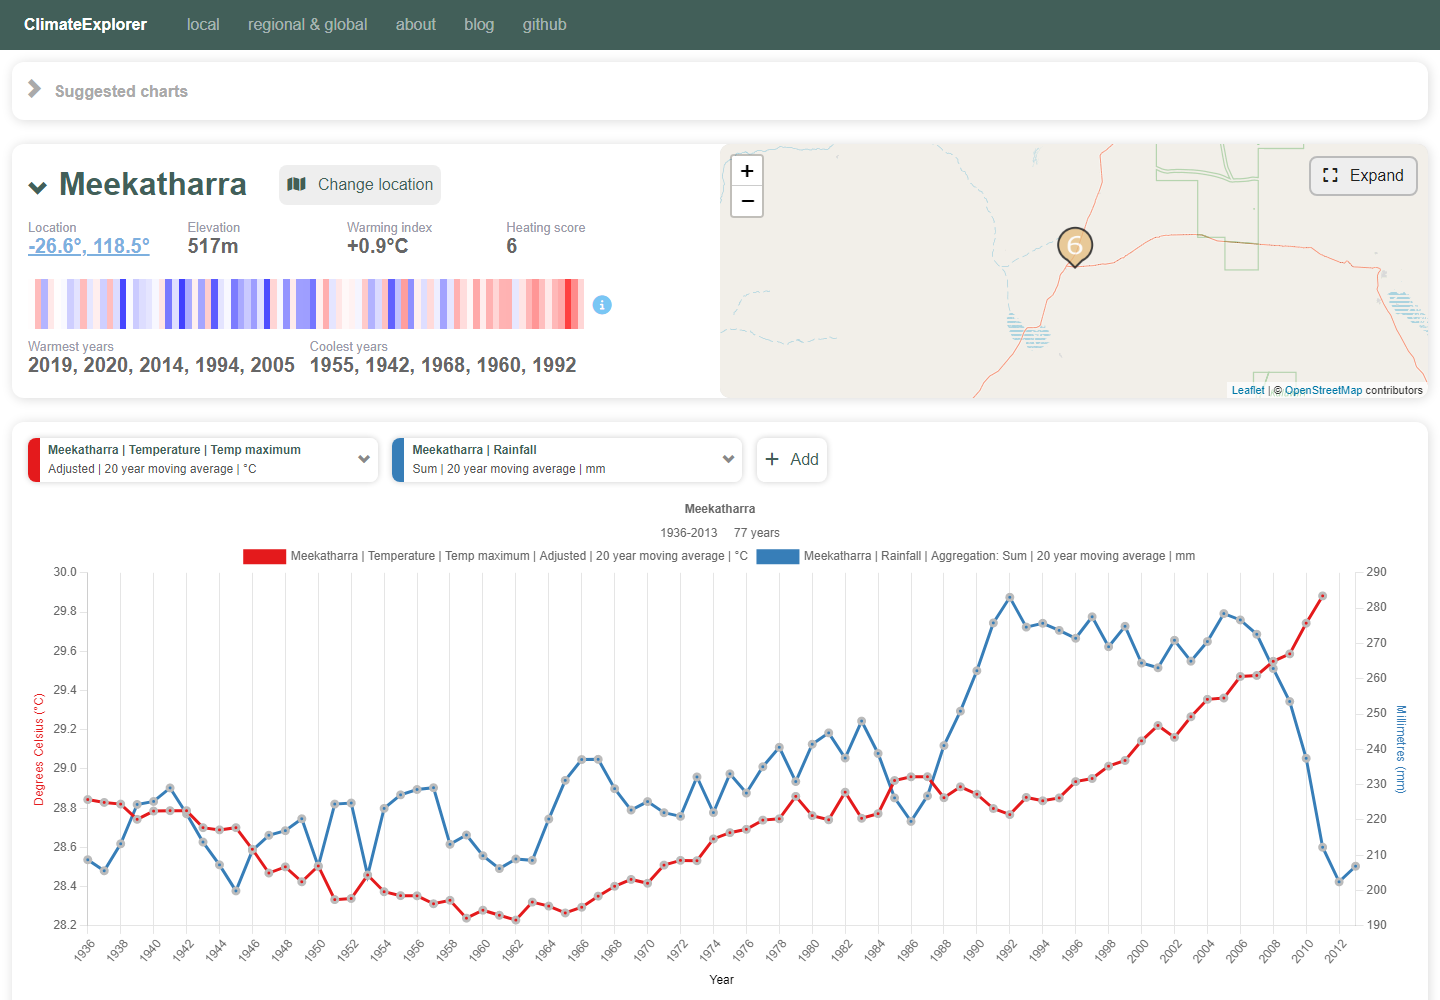 ClimateExplorer local regional & global about blog github
Suggested charts
Meekatharra Change location
Location Elevation Warming index Heating score
-26.6°, 118.5° 517m +0.9°C 6
Warmest years Coolest years
2019, 2020, 2014, 1994, 2005 1955, 1942, 1968, 1960, 1992
+
−
6
Expand
Leaflet | © OpenStreetMap contributors
Meekatharra | Temperature | Temp maximum
Adjusted | 20 year moving average | °C
Meekatharra | Rainfall
Sum | 20 year moving average | mm
+ Add
Meekatharra
1936-2013 77 years
Meekatharra | Temperature | Temp maximum | Adjusted | 20 year moving average | °C Meekatharra | Rainfall | Aggregation: Sum | 20 year moving average | mm
30.0
29.8
29.6
29.4
29.2
29.0
28.8
28.6
28.4
28.2
Degrees Celsius (°C)
290
280
270
260
250
240
230
220
210
200
190
Millimetres (mm)
1936 1938 1940 1942 1944 1946 1948 1950 1952 1954 1956 1958 1960 1962 1964 1966 1968 1970 1972 1974 1976 1978 1980 1982 1984 1986 1988 1990 1992 1994 1996 1998 2000 2002 2004 2006 2008 2010 2012
Year